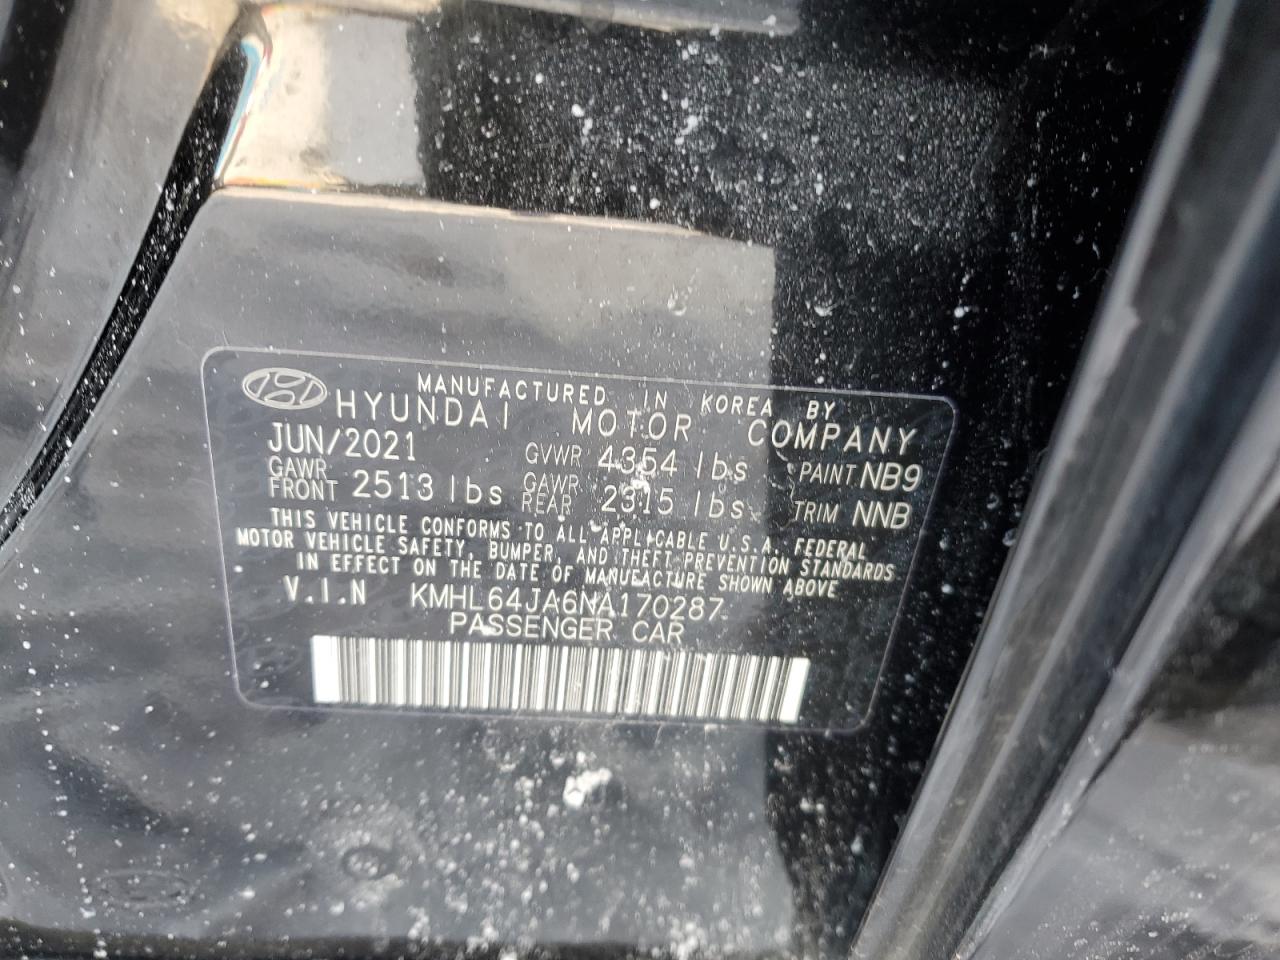 MANUFACTURED IN KOREA BY
HYUNDAI MOTOR COMPANY
JUN/2021 GVWR 4354 lbs PAINT NB9
GAWR FRONT 2513 lbs GAWR REAR 2315 lbs TRIM NNB
THIS VEHICLE CONFORMS TO ALL APPLICABLE U.S.A. FEDERAL
MOTOR VEHICLE SAFETY, BUMPER, AND THEFT PREVENTION STANDARDS
IN EFFECT ON THE DATE OF MANUFACTURE SHOWN ABOVE
V.I.N KMHL64JA6NA170287
PASSENGER CAR